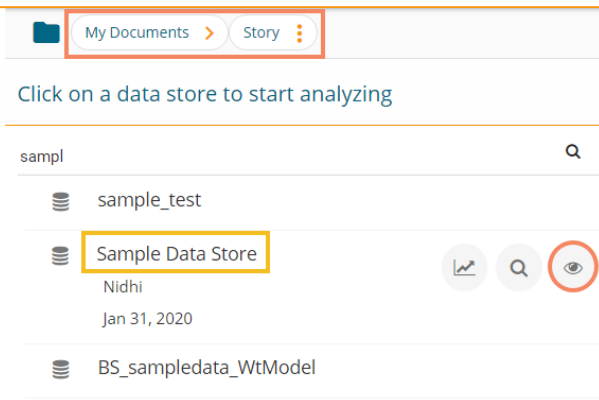 My Documents > Story
Click on a data store to start analyzing
sampl
sample_test
Sample Data Store
Nidhi
Jan 31, 2020
BS_sampledata_WtModel